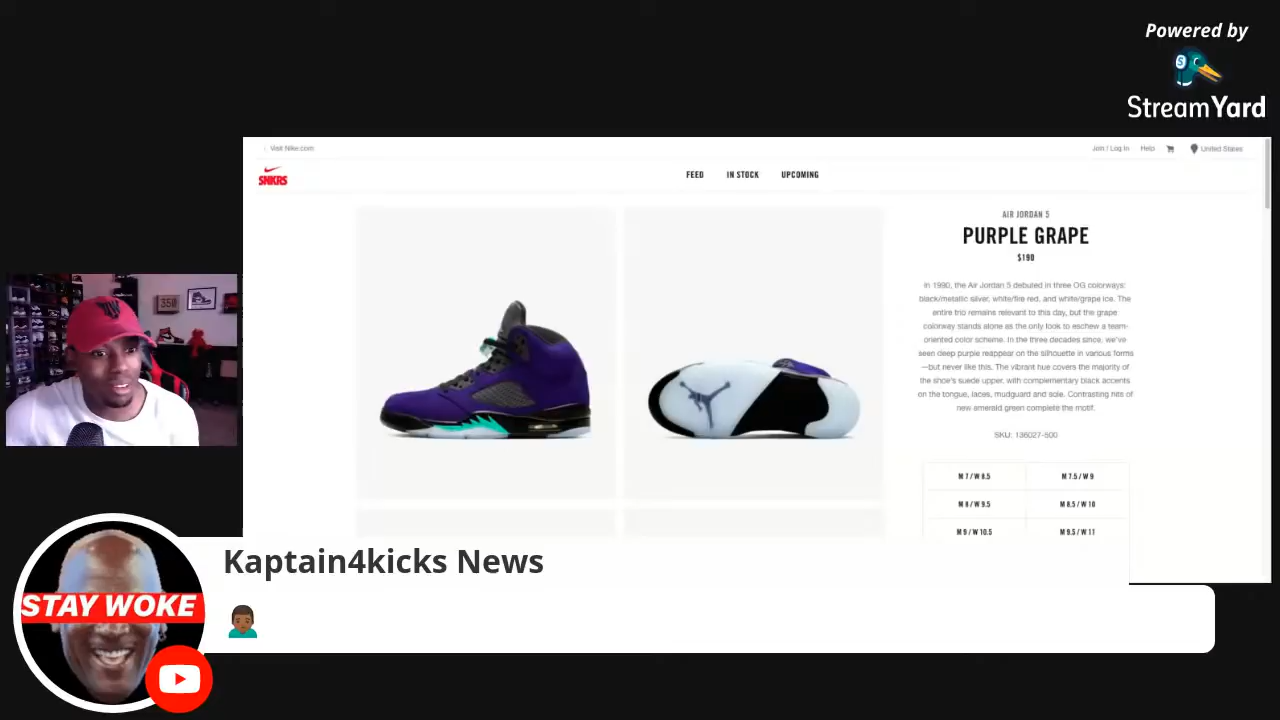 Powered by
StreamYard
Visit Nike.com
Join / Log In
Help
United States
SNKRS
FEED
IN STOCK
UPCOMING
AIR JORDAN 5
PURPLE GRAPE
$190
In 1990, the Air Jordan 5 debuted in three OG colorways:
black/metallic silver, white/fire red, and white/grape ice. The
entire trio remains relevant to this day, but the grape
colorway stands alone as the only look to eschew a team-
oriented color scheme. In the three decades since, we've
seen deep purple reappear on the silhouette in various forms
—but never like this. The vibrant hue covers the majority of
the shoe's suede upper, with complementary black accents
on the tongue, laces, mudguard and sole. Contrasting hits of
new emerald green complete the motif.
SKU: 136027-500
M 7 / W 8.5
M 7.5 / W 9
M 8 / W 9.5
M 8.5 / W 10
M 9 / W 10.5
M 9.5 / W 11
350
STAY WOKE
Kaptain4kicks News